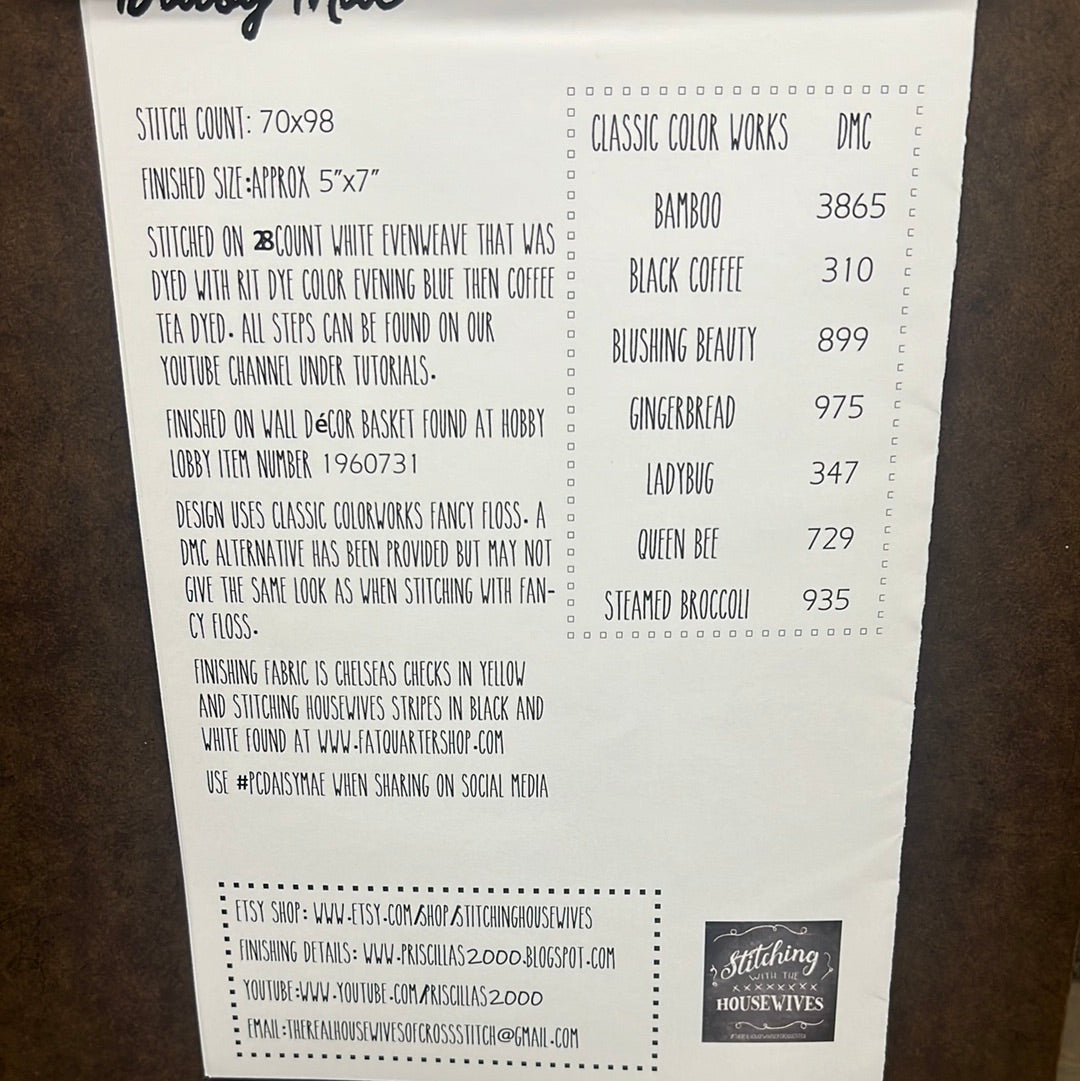 Daisy Mae
STITCH COUNT: 70x98
FINISHED SIZE:APPROX 5"x7"
STITCHED ON 28COUNT WHITE EVENWEAVE THAT WAS
DYED WITH RIT DYE COLOR EVENING BLUE THEN COFFEE
TEA DYED. ALL STEPS CAN BE FOUND ON OUR
YOUTUBE CHANNEL UNDER TUTORIALS.
FINISHED ON WALL DéCOR BASKET FOUND AT HOBBY
LOBBY ITEM NUMBER 1960731
DESIGN USES CLASSIC COLORWORKS FANCY FLOSS. A
DMC ALTERNATIVE HAS BEEN PROVIDED BUT MAY NOT
GIVE THE SAME LOOK AS WHEN STITCHING WITH FAN-
CY FLOSS.
FINISHING FABRIC IS CHELSEAS CHECKS IN YELLOW
AND STITCHING HOUSEWIVES STRIPES IN BLACK AND
WHITE FOUND AT WWW.FATQUARTERSHOP.COM
USE #PCDAISYMAE WHEN SHARING ON SOCIAL MEDIA
CLASSIC COLOR WORKS DMC
BAMBOO 3865
BLACK COFFEE 310
BLUSHING BEAUTY 899
GINGERBREAD 975
LADYBUG 347
QUEEN BEE 729
STEAMED BROCCOLI 935
ETSY SHOP: WWW.ETSY.COM/SHOP/STITCHINGHOUSEWIVES
FINISHING DETAILS: WWW.PRISCILLAS2000.BLOGSPOT.COM
YOUTUBE:WWW.YOUTUBE.COM/PRISCILLAS2000
EMAIL:THEREALHOUSEWIVESOFCROSSSTITCH@GMAIL.COM
Stitching
WITH THE
XXXXXXXX
HOUSEWIVES